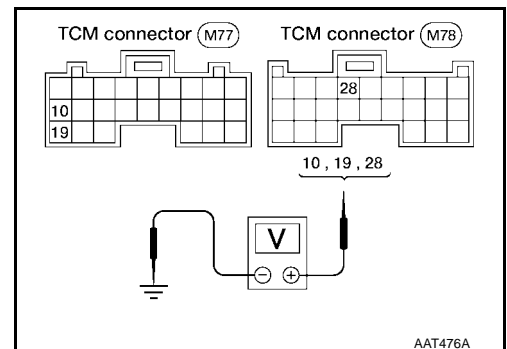 TCM connector M77 TCM connector M78
28
10
19
10 , 19 , 28
V
− +
AAT476A